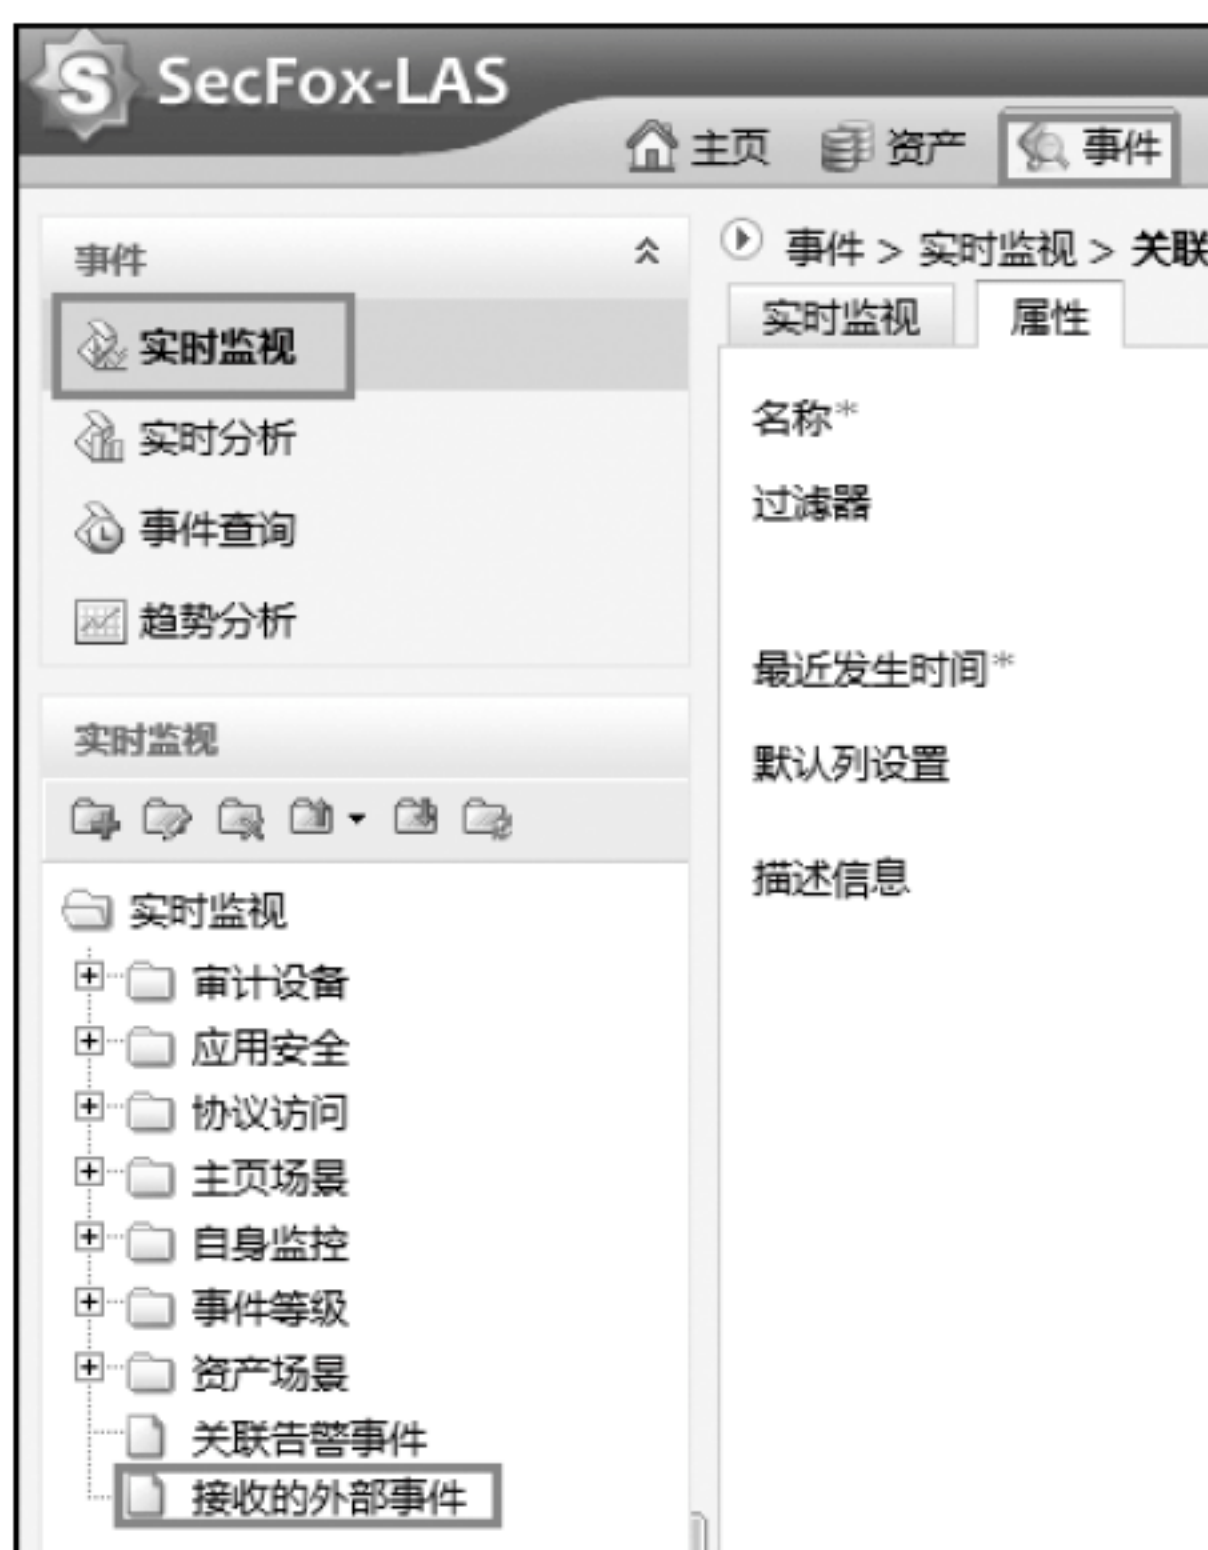 SecFox-LAS
主页 资产 事件
事件
实时监视
实时分析
事件查询
趋势分析
实时监视
实时监视
审计设备
应用安全
协议访问
主页场景
自身监控
事件等级
资产场景
关联告警事件
接收的外部事件
事件 > 实时监视 > 关联
实时监视 属性
名称*
过滤器
最近发生时间*
默认列设置
描述信息